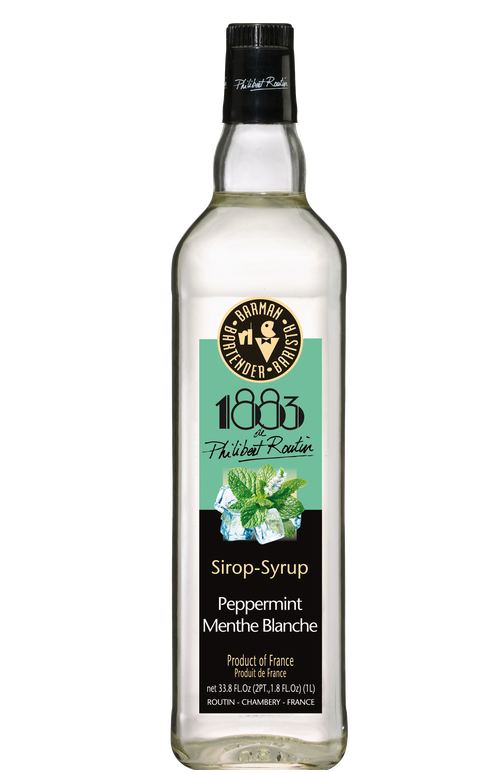 Philibert Routin
BARMAN • BARISTA • BARTENDER •
1883
de
Philibert Routin
Sirop-Syrup
Peppermint
Menthe Blanche
Product of France
Produit de France
net 33.8 FL.Oz (2PT.,1.8 FL.Oz) (1L)
ROUTIN - CHAMBERY - FRANCE